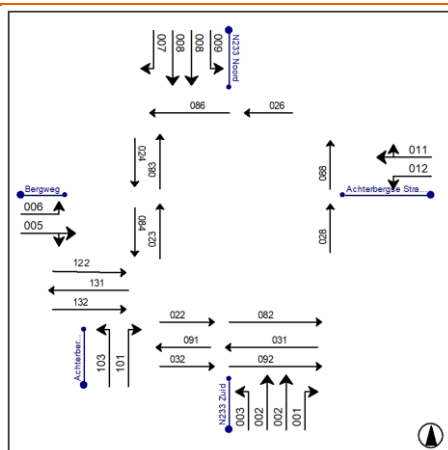 007 008 008 009 N233 Noord
086 026
024 083 088 011
012
Bergweg Achterbergse Stra...
006
005 084 023 028
122
131
132
022 082
091 031
032 092
Achterber... 103 101 N233 Zuid 003 002 002 001